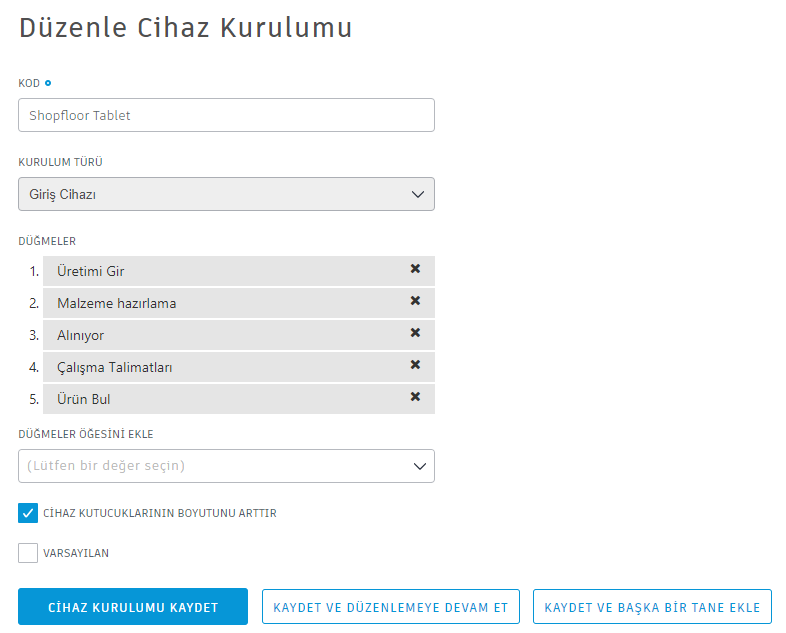 Düzenle Cihaz Kurulumu
KOD
Shopfloor Tablet
KURULUM TÜRÜ
Giriş Cihazı
DÜĞMELER
1. Üretimi Gir
2. Malzeme hazırlama
3. Alınıyor
4. Çalışma Talimatları
5. Ürün Bul
DÜĞMELER ÖĞESİNİ EKLE
(Lütfen bir değer seçin)
CİHAZ KUTUCUKLARININ BOYUTUNU ARTTIR
VARSAYILAN
CİHAZ KURULUMU KAYDET KAYDET VE DÜZENLEMEYE DEVAM ET KAYDET VE BAŞKA BİR TANE EKLE